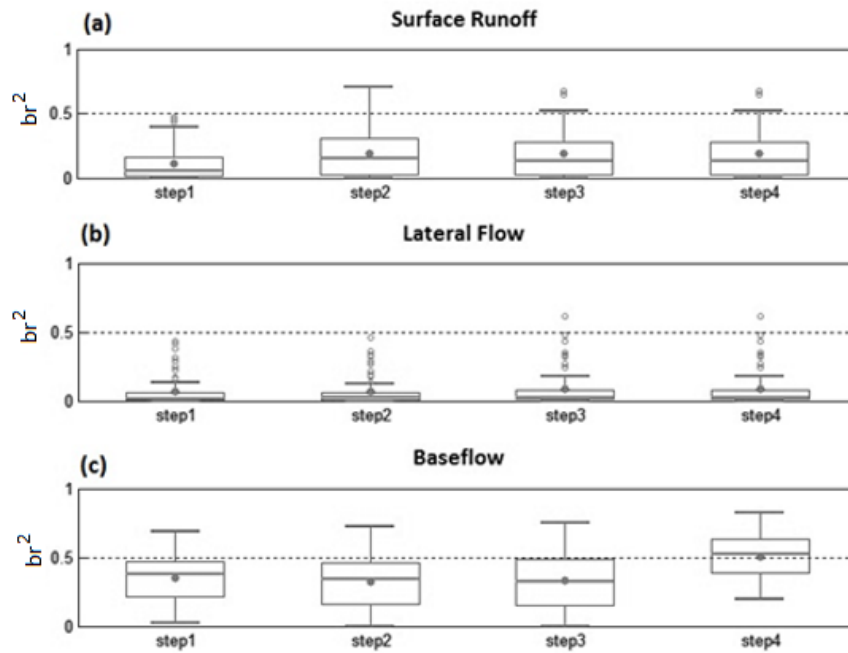 (a)
Surface Runoff
br²
1
0.5
0
step1 step2 step3 step4
(b)
Lateral Flow
br²
1
0.5
0
step1 step2 step3 step4
(c)
Baseflow
br²
1
0.5
0
step1 step2 step3 step4